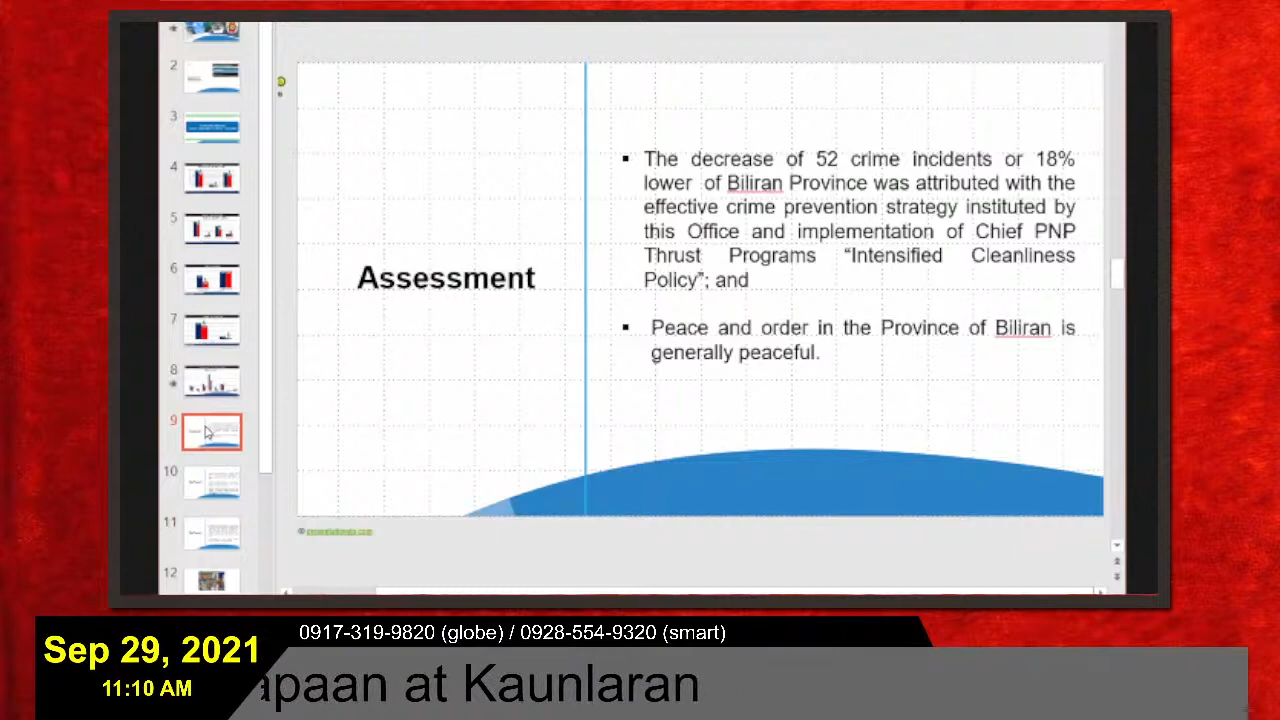 2
3
4
5
6
7
8
9
10
11
12
Assessment
▪ The decrease of 52 crime incidents or 18%
lower of Biliran Province was attributed with the
effective crime prevention strategy instituted by
this Office and implementation of Chief PNP
Thrust Programs “Intensified Cleanliness
Policy”; and
▪ Peace and order in the Province of Biliran is
generally peaceful.
0917-319-9820 (globe) / 0928-554-9320 (smart)
Sep 29, 2021
11:10 AM
apaan at Kaunlaran